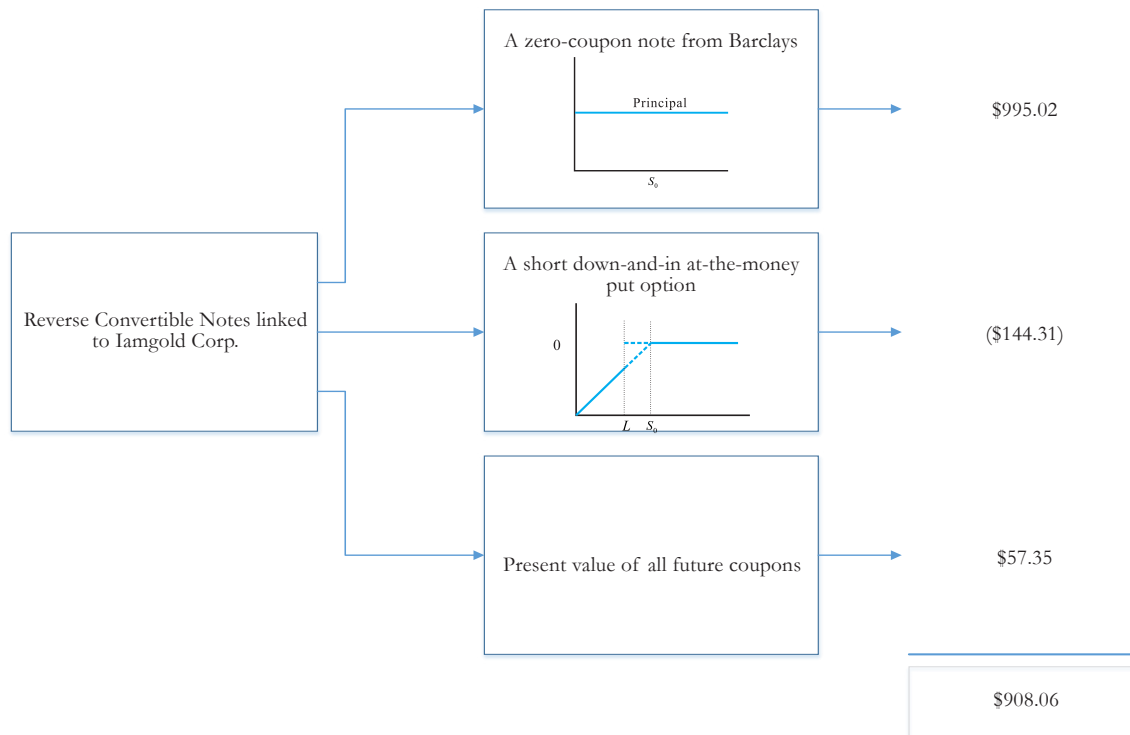 A zero-coupon note from Barclays
Principal
S₀
$995.02
Reverse Convertible Notes linked
to Iamgold Corp.
A short down-and-in at-the-money
put option
0
L S₀
($144.31)
Present value of all future coupons
$57.35
$908.06